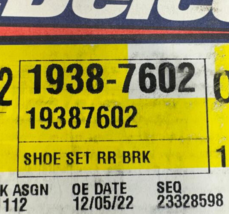 1938-7602
19387602
SHOE SET RR BRK
K ASGN OE DATE SEQ
112 12/05/22 23328598